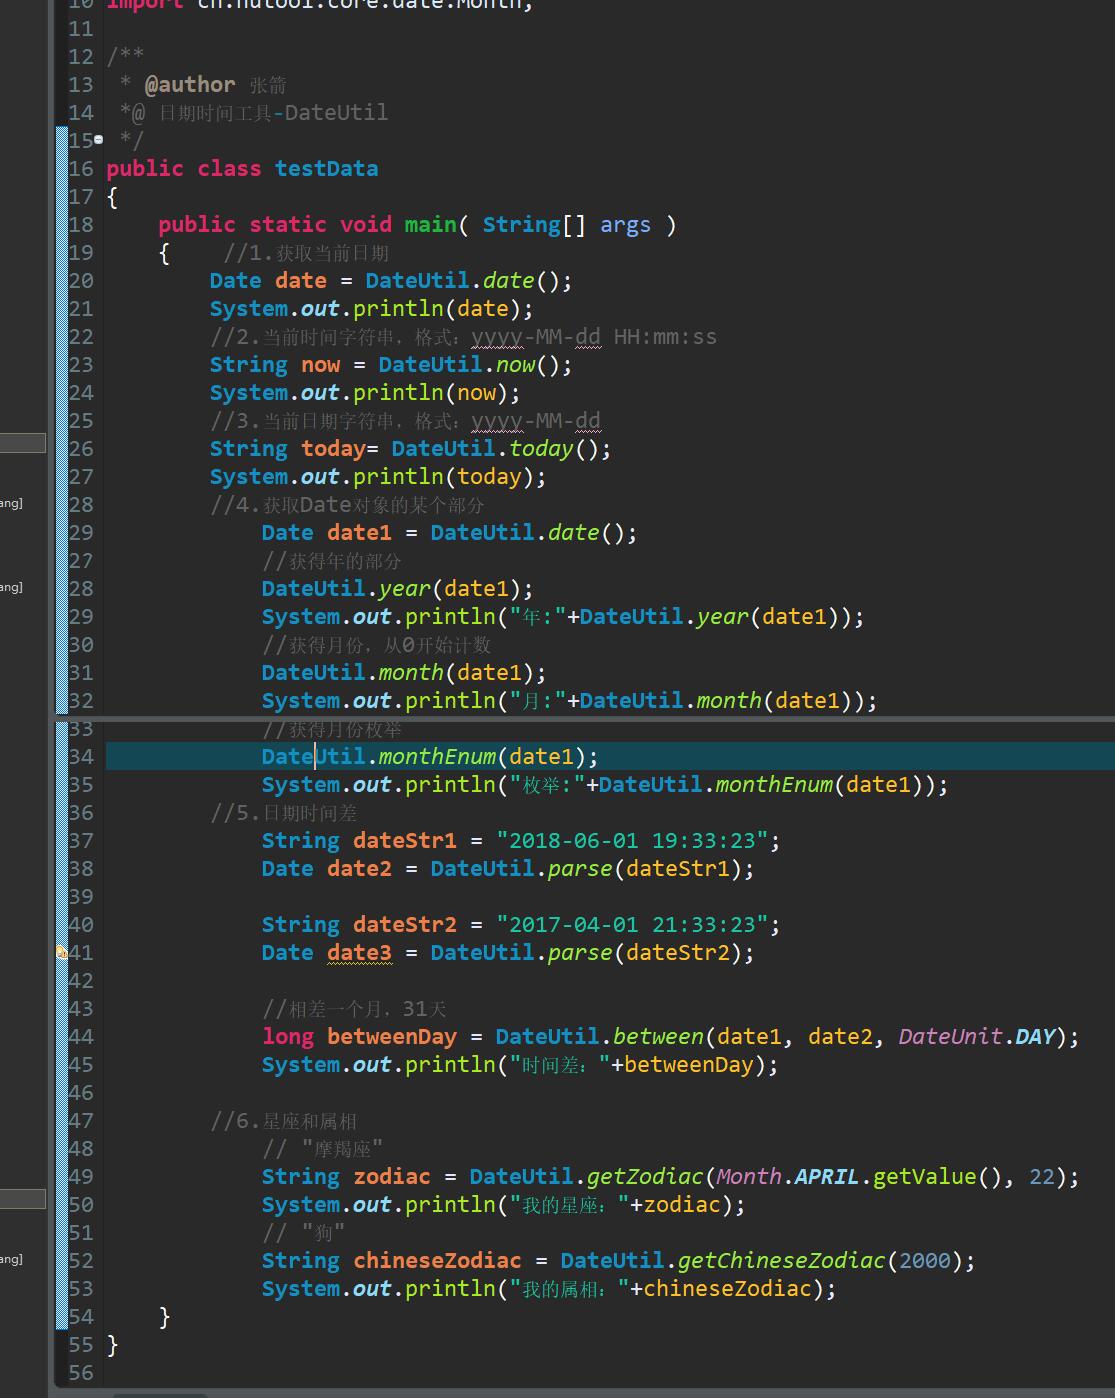 10 import cn.hutool.core.date.Month;
11
12 /**
13 * @author 张箭
14 *@ 日期时间工具-DateUtil
15 */
16 public class testData
17 {
18 public static void main( String[] args )
19 { //1.获取当前日期
20 Date date = DateUtil.date();
21 System.out.println(date);
22 //2.当前时间字符串，格式：yyyy-MM-dd HH:mm:ss
23 String now = DateUtil.now();
24 System.out.println(now);
25 //3.当前日期字符串，格式：yyyy-MM-dd
26 String today= DateUtil.today();
27 System.out.println(today);
28 //4.获取Date对象的某个部分
29 Date date1 = DateUtil.date();
27 //获得年的部分
28 DateUtil.year(date1);
29 System.out.println("年:"+DateUtil.year(date1));
30 //获得月份，从0开始计数
31 DateUtil.month(date1);
32 System.out.println("月:"+DateUtil.month(date1));
33 //获得月份枚举
34 DateUtil.monthEnum(date1);
35 System.out.println("枚举:"+DateUtil.monthEnum(date1));
36 //5.日期时间差
37 String dateStr1 = "2018-06-01 19:33:23";
38 Date date2 = DateUtil.parse(dateStr1);
39
40 String dateStr2 = "2017-04-01 21:33:23";
41 Date date3 = DateUtil.parse(dateStr2);
42
43 //相差一个月，31天
44 long betweenDay = DateUtil.between(date1, date2, DateUnit.DAY);
45 System.out.println("时间差："+betweenDay);
46
47 //6.星座和属相
48 // "摩羯座"
49 String zodiac = DateUtil.getZodiac(Month.APRIL.getValue(), 22);
50 System.out.println("我的星座："+zodiac);
51 // "狗"
52 String chineseZodiac = DateUtil.getChineseZodiac(2000);
53 System.out.println("我的属相："+chineseZodiac);
54 }
55 }
56
ang]
ang]
ang]